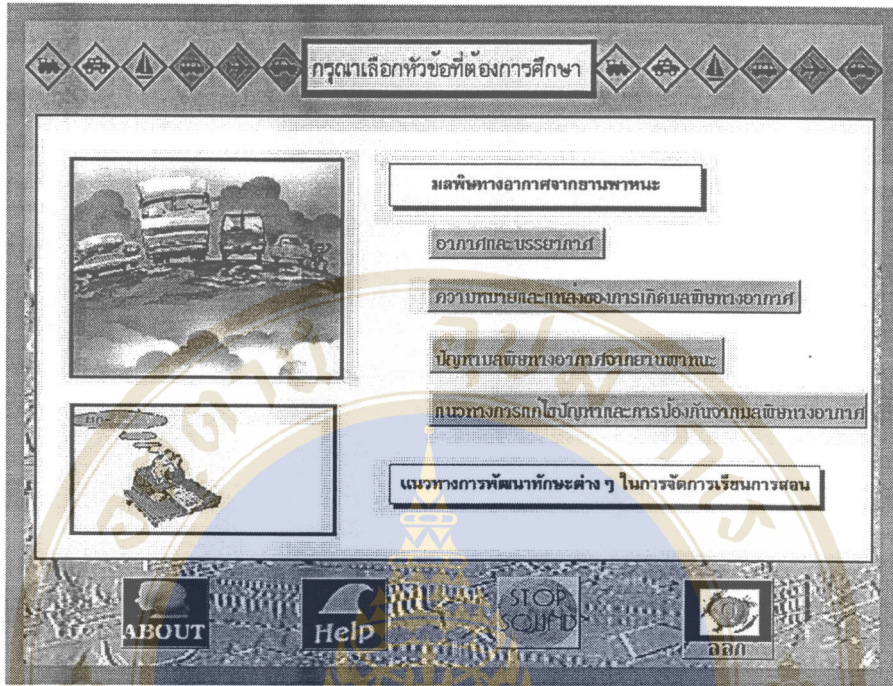 กรุณาเลือกหัวข้อที่ต้องการศึกษา
มลพิษทางอากาศจากยานพาหนะ
อากาศและบรรยากาศ
ความหมายและแหล่งของการเกิดมลพิษทางอากาศ
ปัญหามลพิษทางอากาศจากยานพาหนะ
แนวทางการแก้ไขปัญหาและการป้องกันจากมลพิษทางอากาศ
แนวทางการพัฒนาทักษะต่าง ๆ ในการจัดการเรียนการสอน
ABOUT
Help
STOP
SOUND
ออก